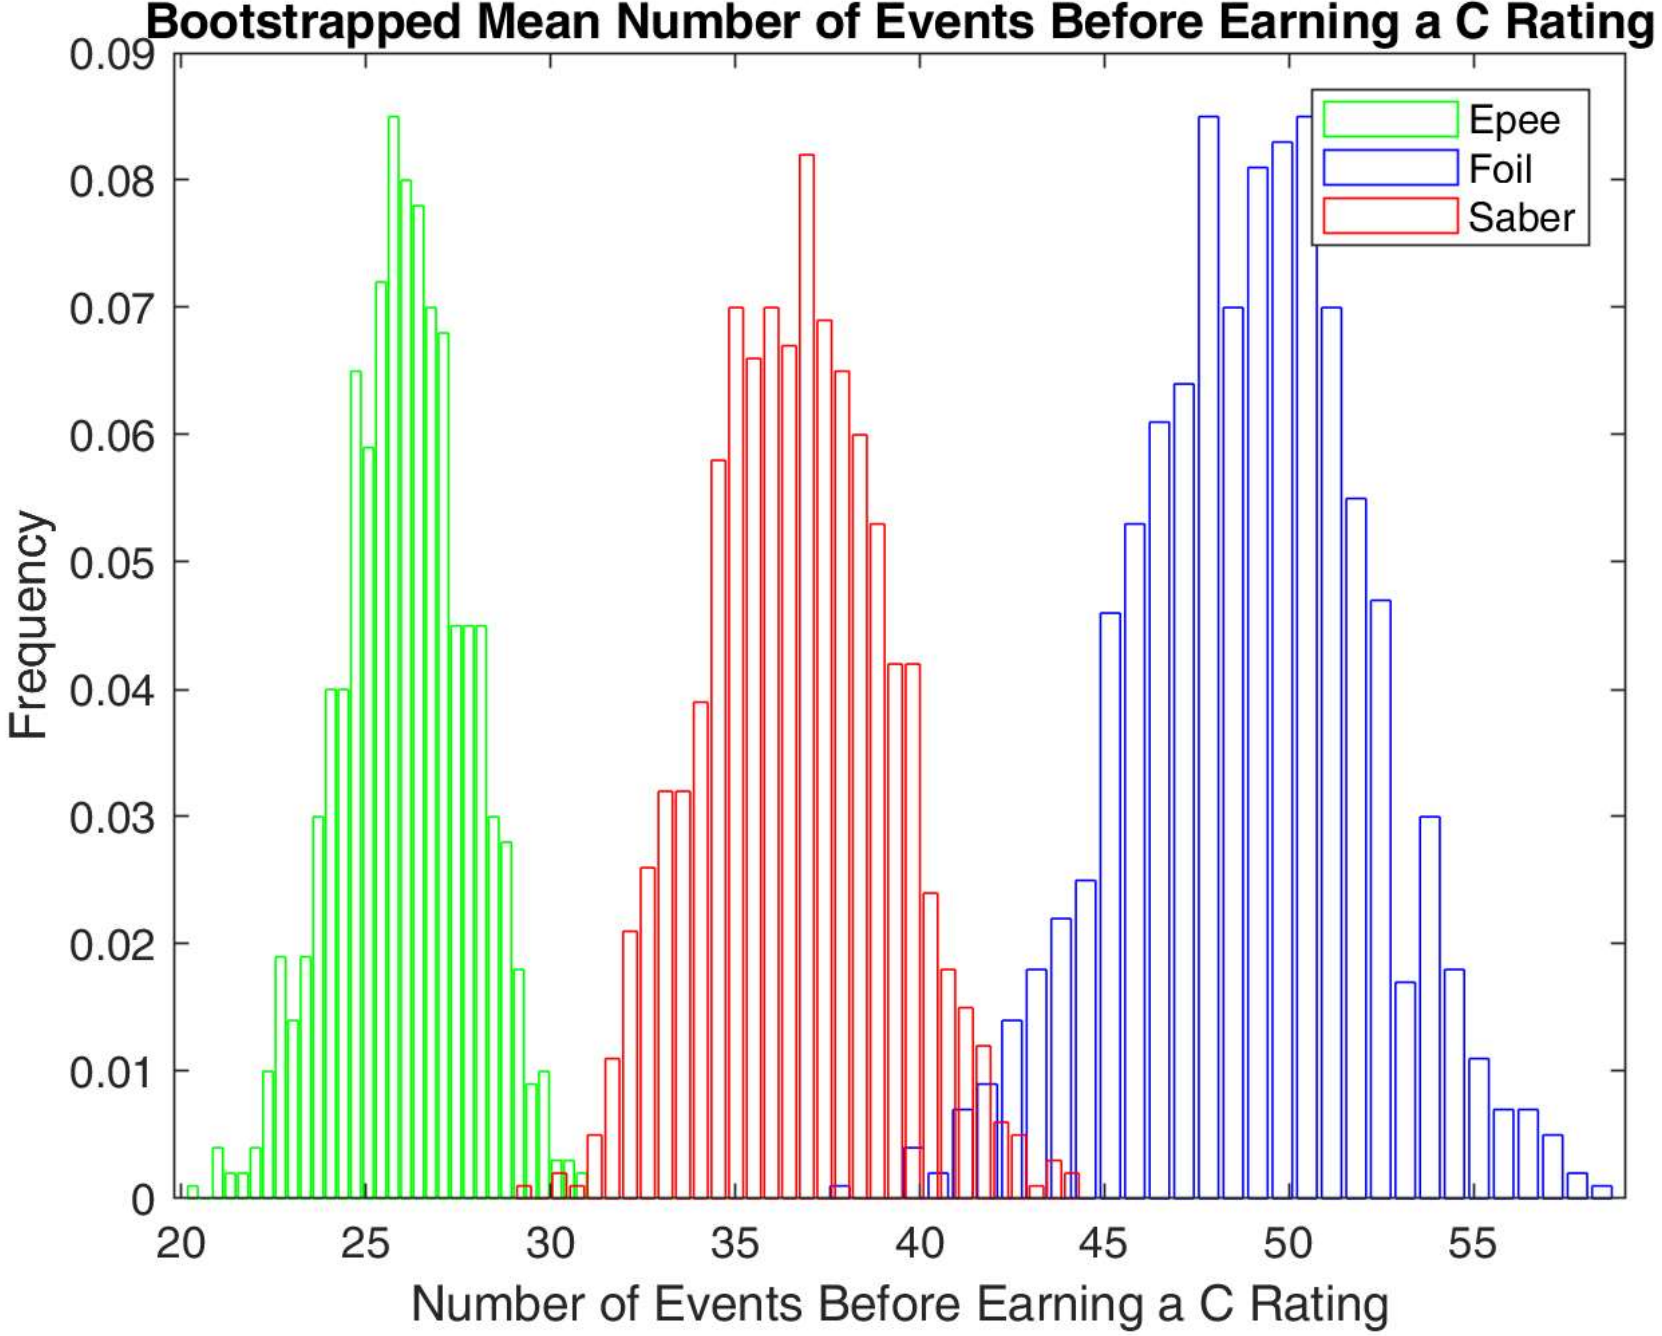 Bootstrapped Mean Number of Events Before Earning a C Rating
0.09
0.08
0.07
0.06
0.05
0.04
0.03
0.02
0.01
0
Frequency
Epee
Foil
Saber
20 25 30 35 40 45 50 55
Number of Events Before Earning a C Rating